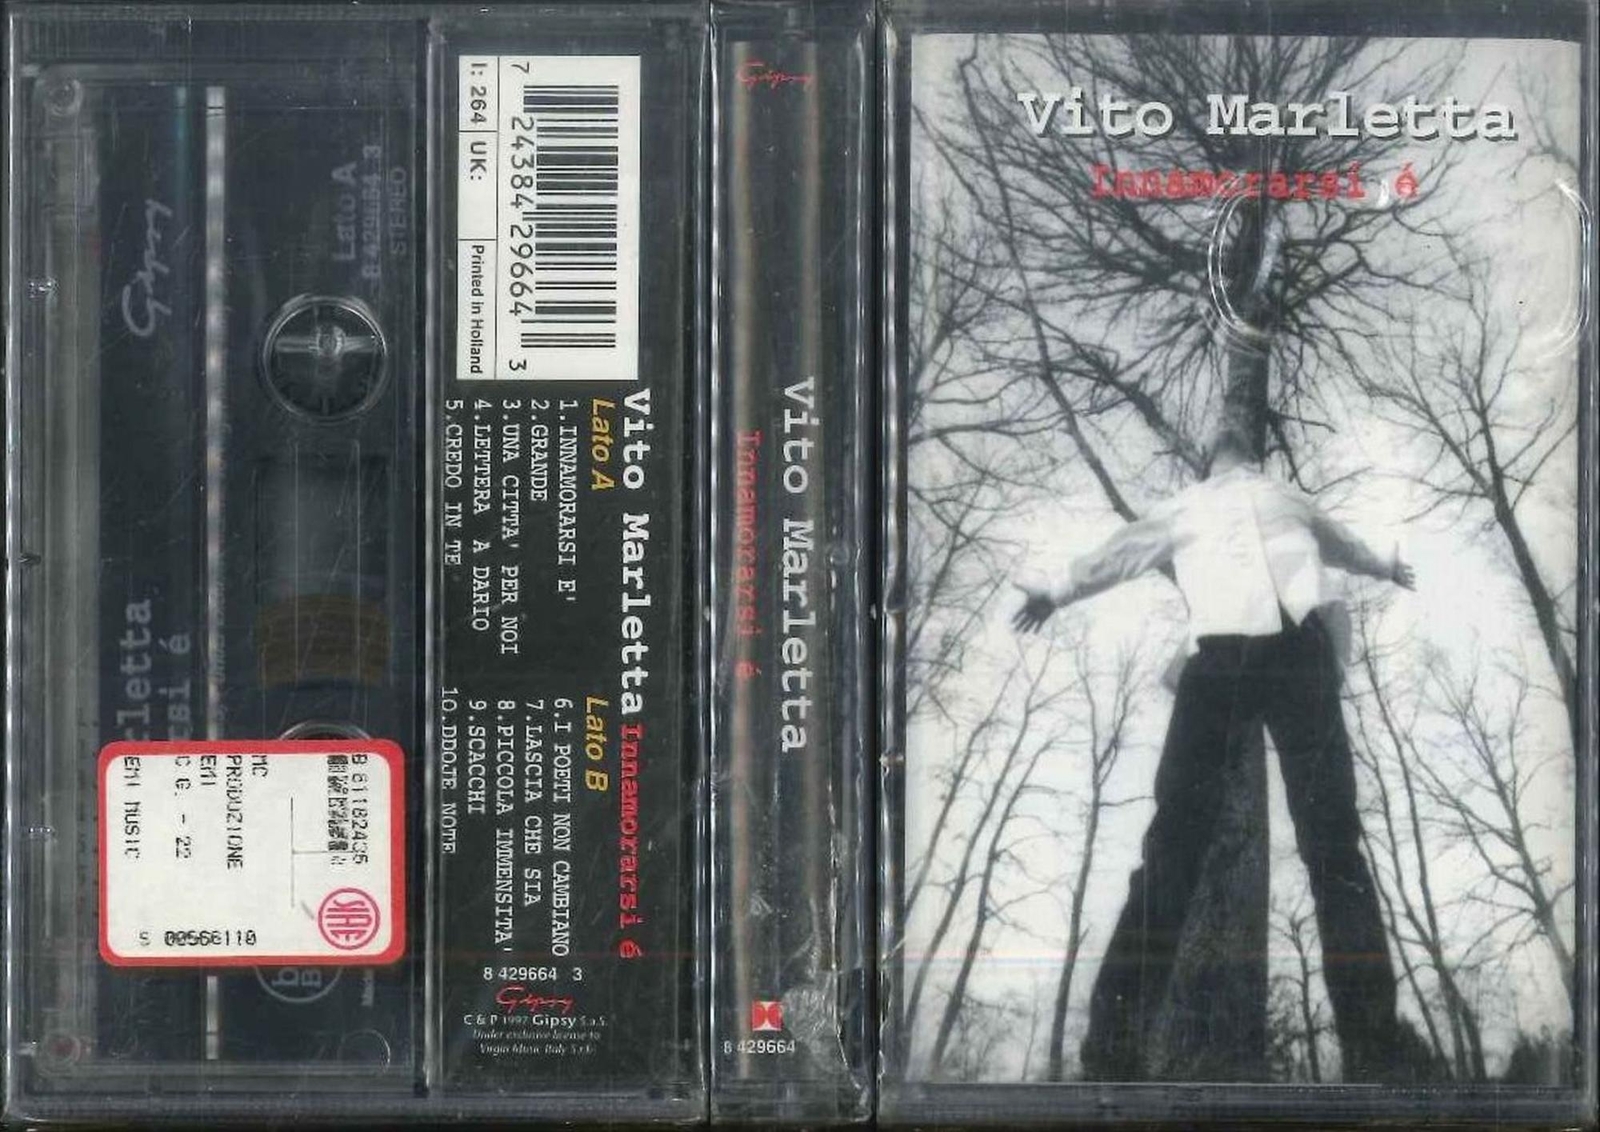 Gipsy
Lato A
8 429664 3
STEREO
rletta
rsi é
B 61182435
MC
PRODUZIONE
EMI
C.G. - 22
EMI MUSIC
SIAE
S 00566110
7 24384 29664 3
I: 264 UK: Printed in Holland
Vito Marletta Innamorarsi é
Lato A
1.INNAMORARSI E'
2.GRANDE
3.UNA CITTA' PER NOI
4.LETTERA A DARIO
5.CREDO IN TE
Lato B
6.I POETI NON CAMBIANO
7.LASCIA CHE SIA
8.PICCOLA IMMENSITA'
9.SCACCHI
10.DDOJE NOTE
8 429664 3
Gipsy
C & P 1997 Gipsy S.a.S.
Under exclusive license to
Virgin Music Italy S.r.l.
Gipsy
Vito Marletta
Innamorarsi é
8 429664
Vito Marletta
Innamorarsi é